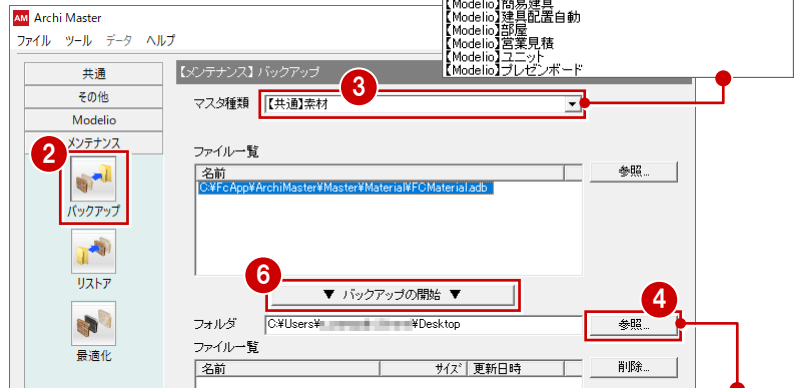 【Modelio】簡易建具
【Modelio】建具配置自動
【Modelio】部屋
【Modelio】営業見積
【Modelio】ユニット
【Modelio】プレゼンボード
AM Archi Master
ファイル ツール データ ヘルプ
共通
その他
Modelio
メンテナンス
2
バックアップ
リストア
最適化
【メンテナンス】バックアップ
3
マスタ種類 【共通】素材
ファイル一覧
名前
参照...
C:¥FcApp¥ArchiMaster¥Master¥Material¥FCMaterial.adb
6
▼ バックアップの開始 ▼
4
フォルダ C:¥Users¥ ¥Desktop 参照...
ファイル一覧
名前 サイズ 更新日時 削除...